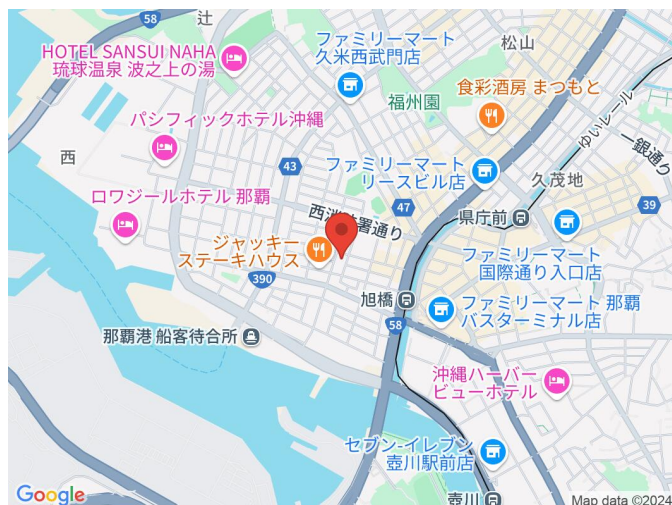 58
辻
HOTEL SANSUI NAHA
琉球温泉 波之上の湯
ファミリーマート
久米西武門店
松山
食彩酒房 まつもと
福州園
ゆいレール
一銀通り
パシフィックホテル沖縄
西
43
ファミリーマート
リースビル店
久茂地
ロワジールホテル 那覇
47
39
県庁前
ジャッキー
ステーキハウス
ファミリーマート
国際通り入口店
390
旭橋
58
ファミリーマート 那覇
バスターミナル店
那覇港 船客待合所
沖縄ハーバー
ビューホテル
セブン-イレブン
壺川駅前店
壺川
Google
Map data ©2024